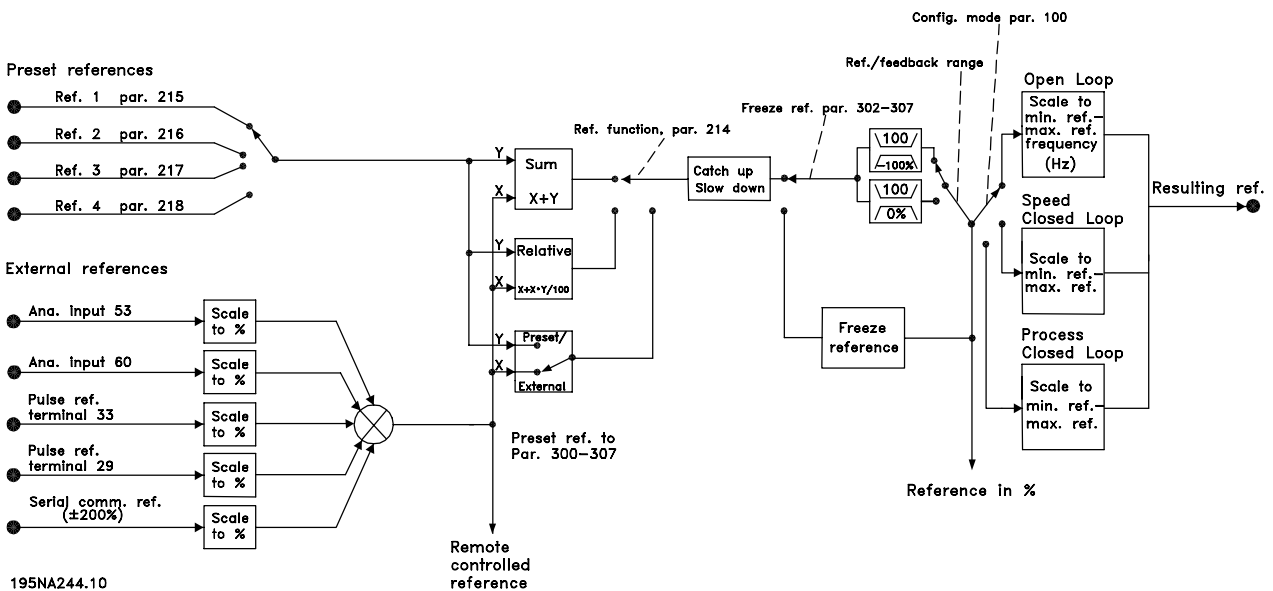 Config. mode par. 100
Ref./feedback range
Preset references
Ref. 1 par. 215
Ref. 2 par. 216
Ref. 3 par. 217
Ref. 4 par. 218
External references
Ana. input 53
Scale
to %
Ana. input 60
Scale
to %
Pulse ref.
terminal 33
Scale
to %
Pulse ref.
terminal 29
Scale
to %
Serial comm. ref.
(±200%)
Scale
to %
Y
Sum
X
X+Y
Y
Relative
X
X+X•Y/100
Y
Preset/
X
External
Preset ref. to
Par. 300–307
Remote
controlled
reference
Ref. function, par. 214
Catch up
Slow down
Freeze ref. par. 302–307
100
–100%
100
0%
Freeze
reference
Reference in %
Open Loop
Scale to
min. ref.–
max. ref.
frequency
(Hz)
Speed
Closed Loop
Scale to
min. ref.–
max. ref.
Process
Closed Loop
Scale to
min. ref.–
max. ref.
Resulting ref.
195NA244.10